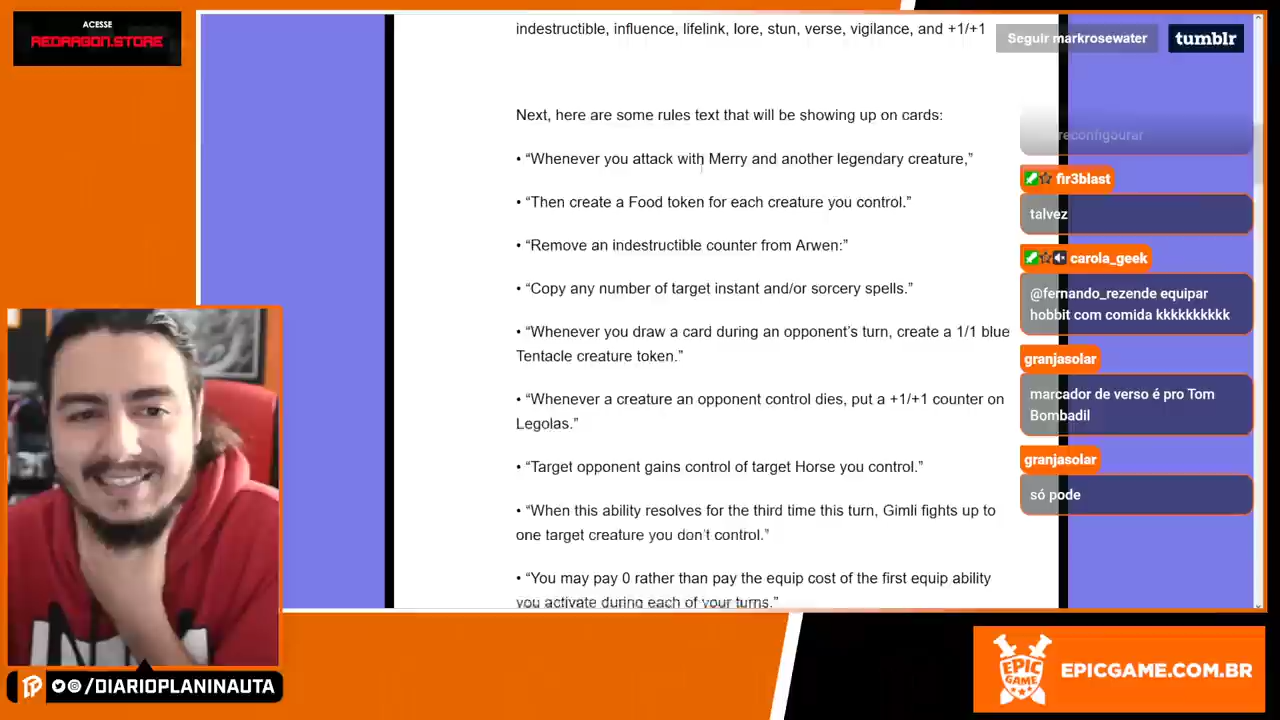 ACESSE
REDRAGON.STORE
indestructible, influence, lifelink, lore, stun, verse, vigilance, and +1/+1
Seguir markrosewater
tumblr
Next, here are some rules text that will be showing up on cards:
• “Whenever you attack with Merry and another legendary creature,”
• “Then create a Food token for each creature you control.”
• “Remove an indestructible counter from Arwen:”
• “Copy any number of target instant and/or sorcery spells.”
• “Whenever you draw a card during an opponent’s turn, create a 1/1 blue
Tentacle creature token.”
• “Whenever a creature an opponent control dies, put a +1/+1 counter on
Legolas.”
• “Target opponent gains control of target Horse you control.”
• “When this ability resolves for the third time this turn, Gimli fights up to
one target creature you don’t control.”
• “You may pay 0 rather than pay the equip cost of the first equip ability
you activate during each of your turns.”
reconfigourar
fir3blast
talvez
carola_geek
@fernando_rezende equipar
hobbit com comida kkkkkkkkkk
granjasolar
marcador de verso é pro Tom
Bombadil
granjasolar
só pode
/DIARIOPLANINAUTA
EPIC
GAME
EPICGAME.COM.BR